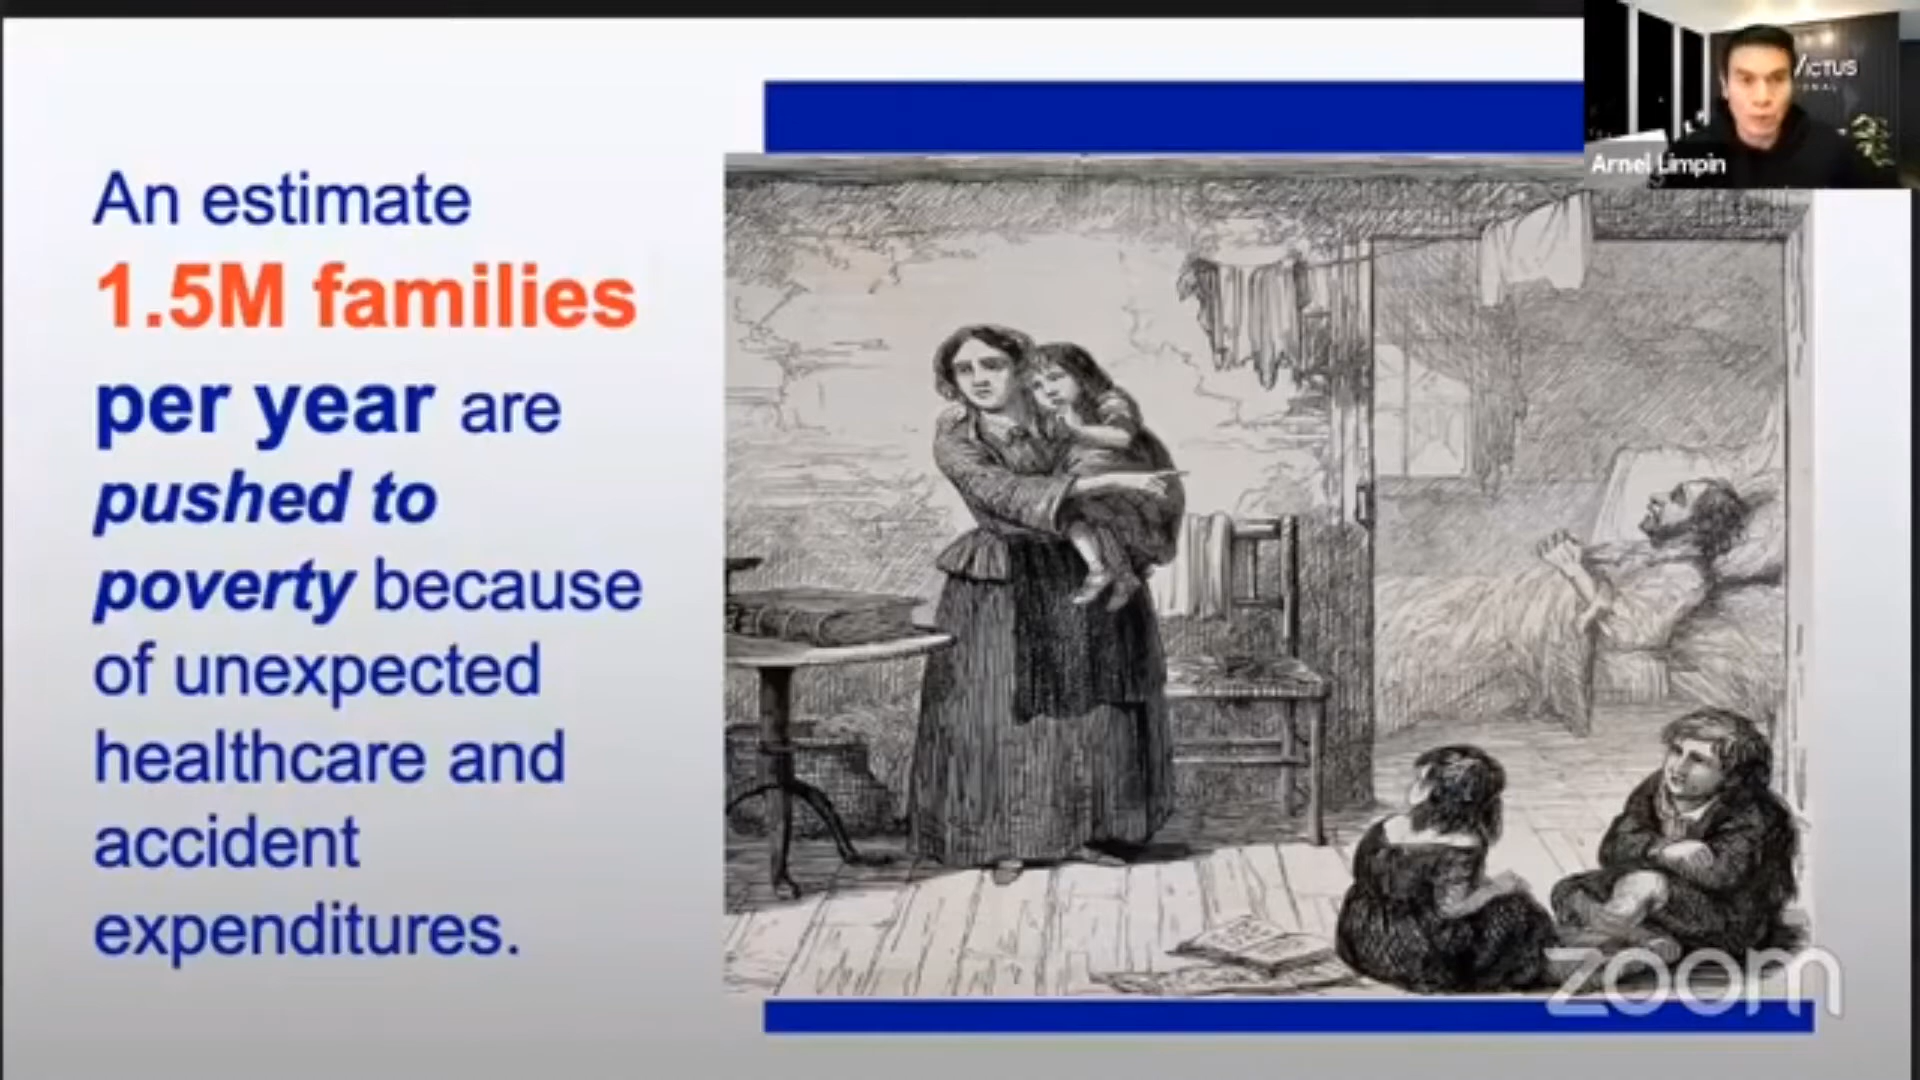 An estimate
1.5M families
per year are
pushed to
poverty because
of unexpected
healthcare and
accident
expenditures.
Arnel Limpin
zoom